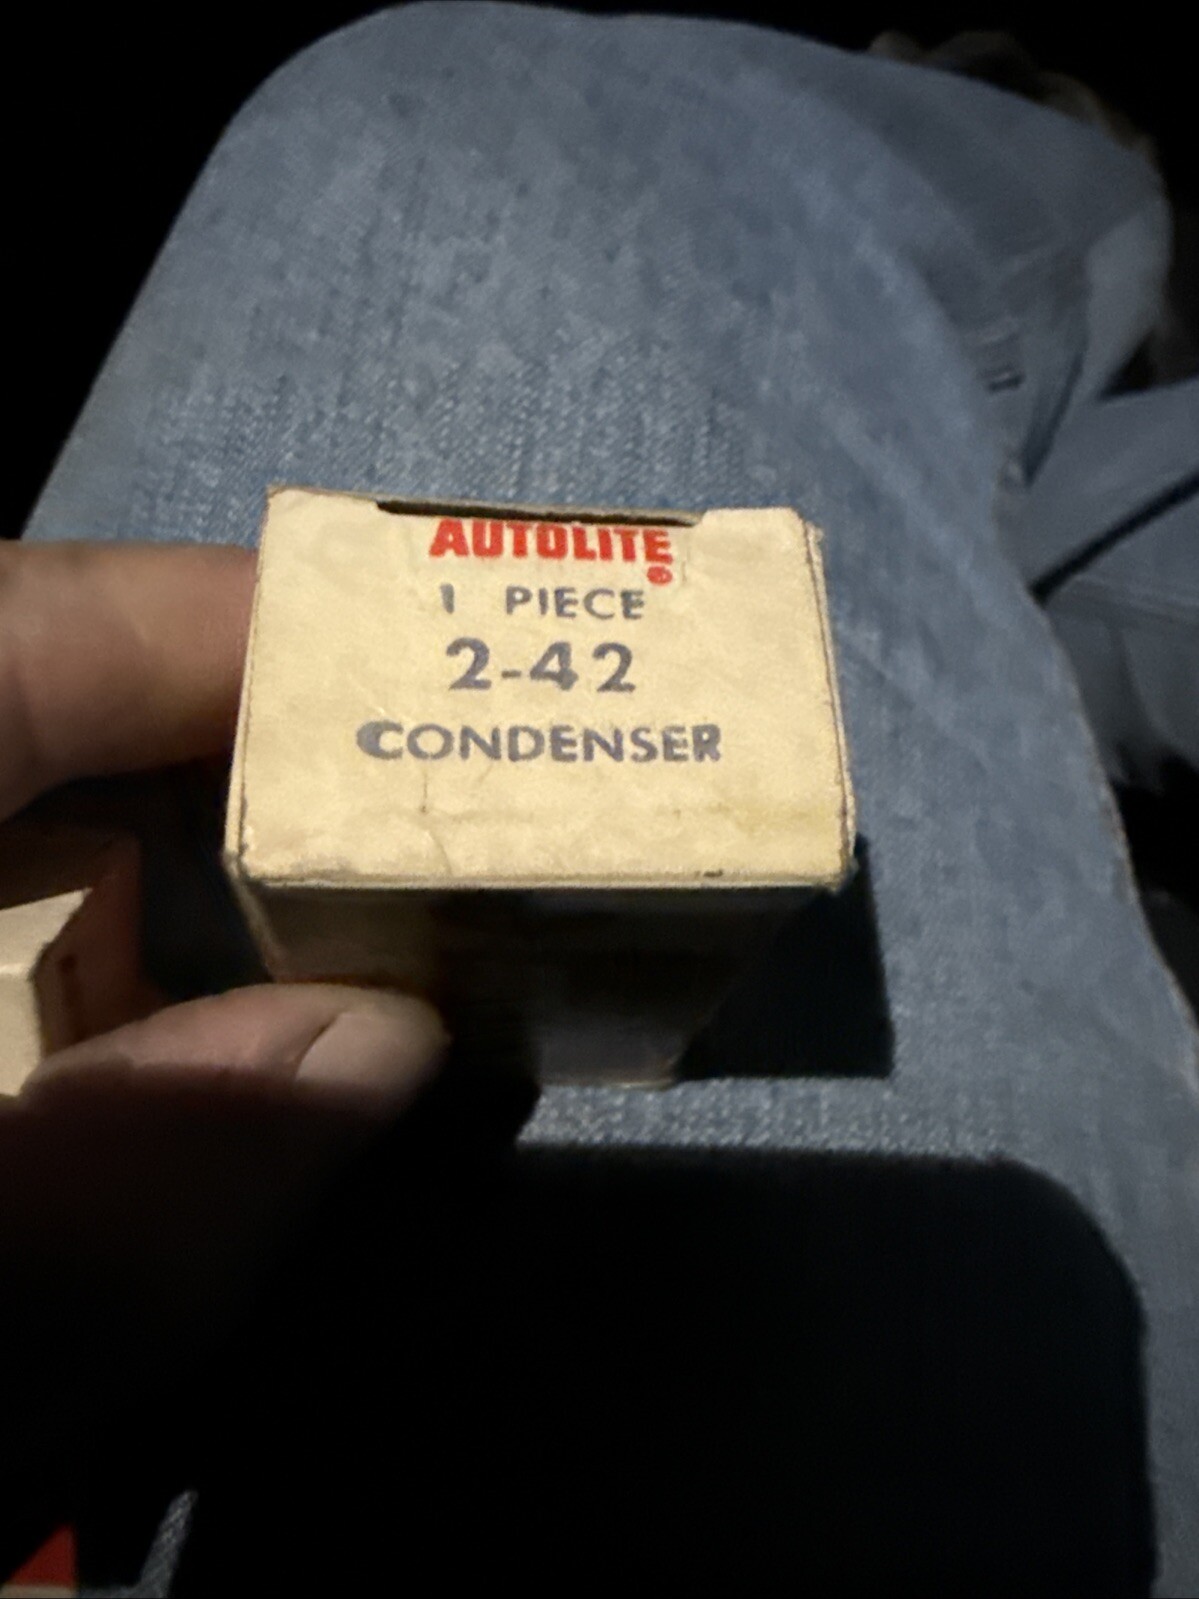 AUTOLITE ®
1 PIECE
2-42
CONDENSER